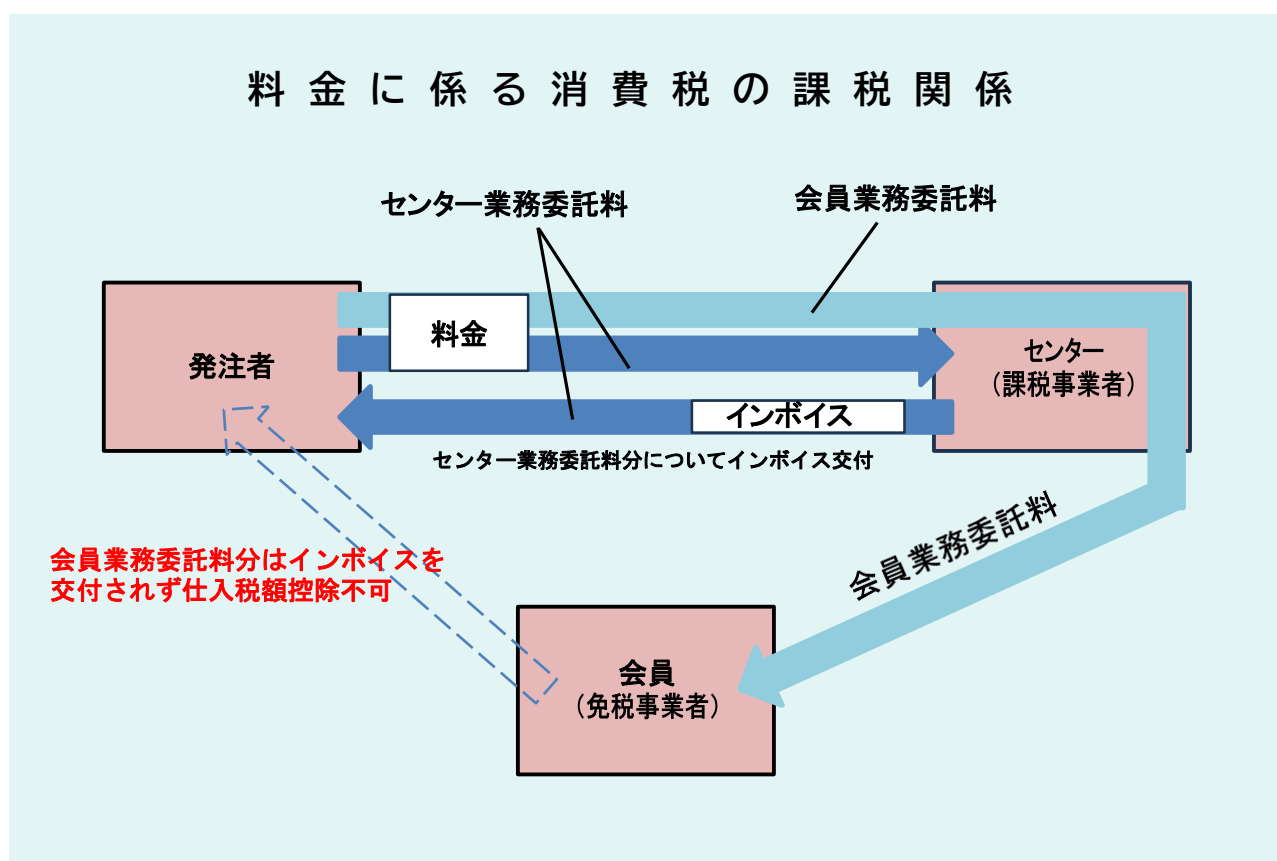 料金に係る消費税の課税関係
センター業務委託料
会員業務委託料
料金
発注者
センター
（課税事業者）
インボイス
センター業務委託料分についてインボイス交付
会員業務委託料
会員業務委託料分はインボイスを
交付されず仕入税額控除不可
会員
（免税事業者）